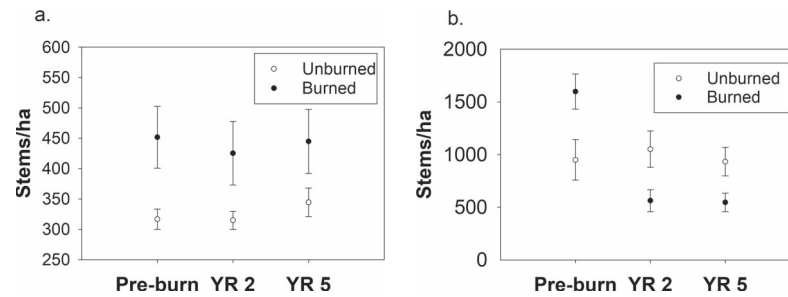 a.
600
550
500
450
400
350
300
250
Stems/ha
Unburned
Burned
Pre-burn YR 2 YR 5
b.
2000
1500
1000
500
0
Stems/ha
Unburned
Burned
Pre-burn YR 2 YR 5